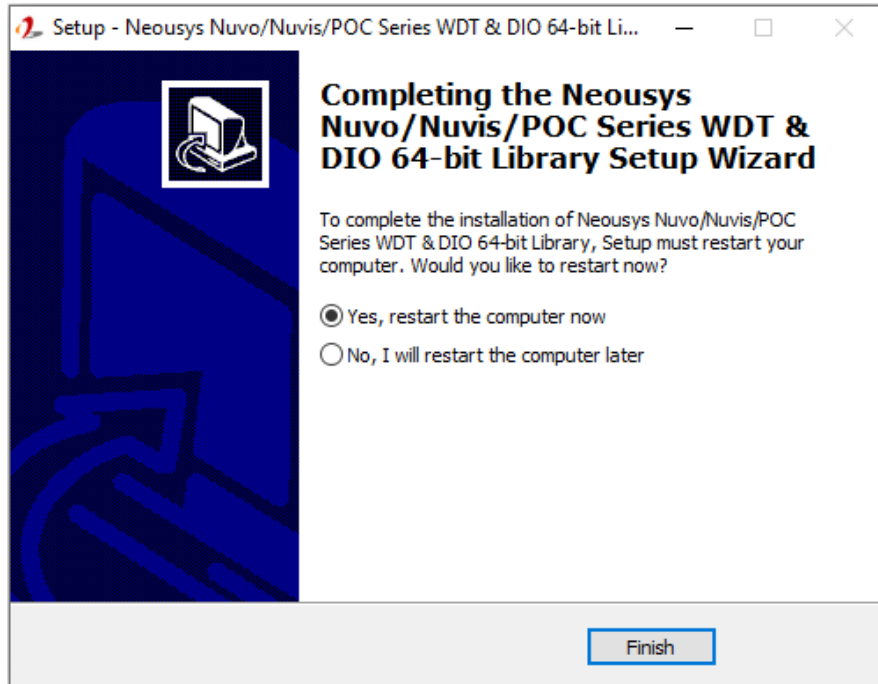 Setup - Neousys Nuvo/Nuvis/POC Series WDT & DIO 64-bit Li...
Completing the Neousys
Nuvo/Nuvis/POC Series WDT &
DIO 64-bit Library Setup Wizard
To complete the installation of Neousys Nuvo/Nuvis/POC
Series WDT & DIO 64-bit Library, Setup must restart your
computer. Would you like to restart now?
Yes, restart the computer now
No, I will restart the computer later
Finish